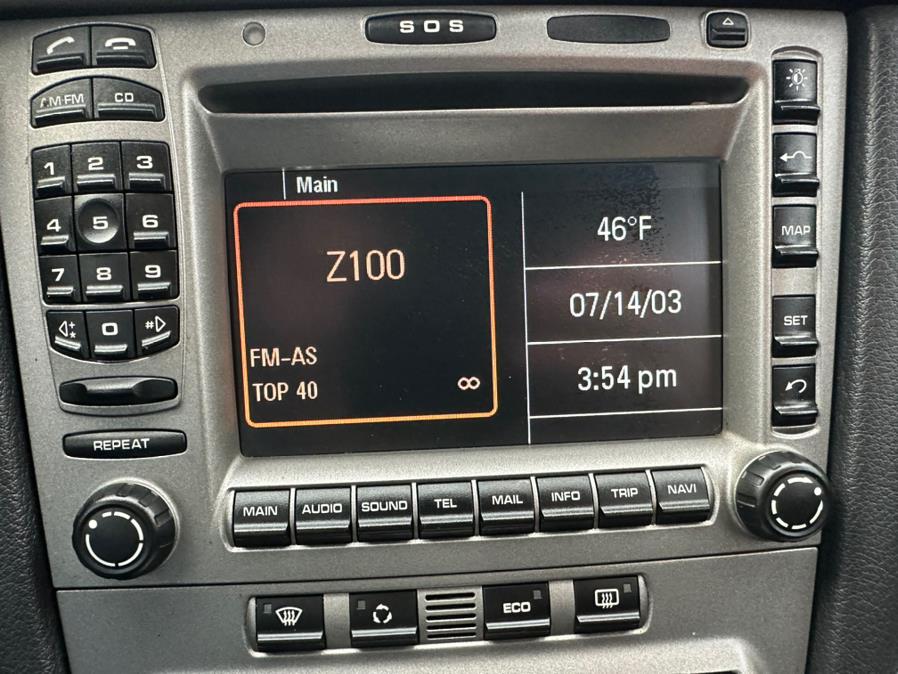 SOS
AM·FM CD
1 2 3
4 5 6
7 8 9
0 #
REPEAT
Main
Z100
FM-AS
TOP 40 ∞
46°F
07/14/03
3:54 pm
MAP
SET
MAIN AUDIO SOUND TEL MAIL INFO TRIP NAVI
ECO